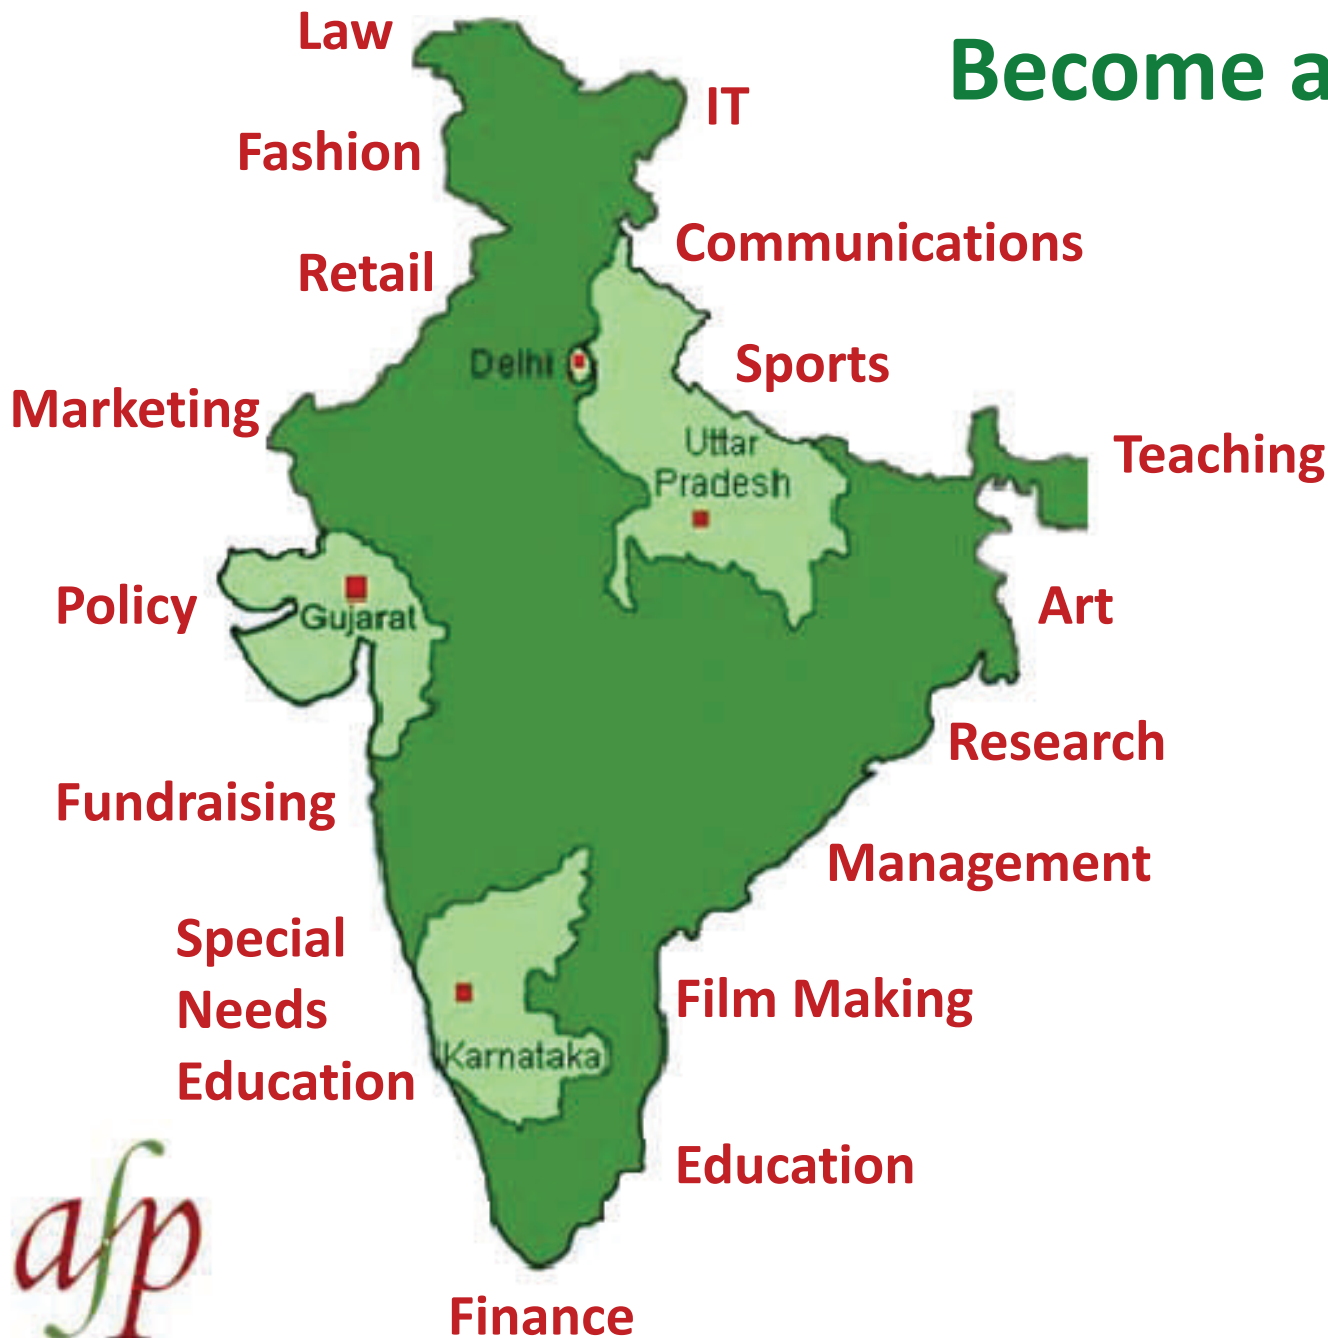 Law
Become a
IT
Fashion
Communications
Retail
Delhi
Sports
Marketing
Uttar
Pradesh
Teaching
Policy
Gujarat
Art
Research
Fundraising
Management
Special
Needs
Education
Film Making
Karnataka
Education
afp
Finance